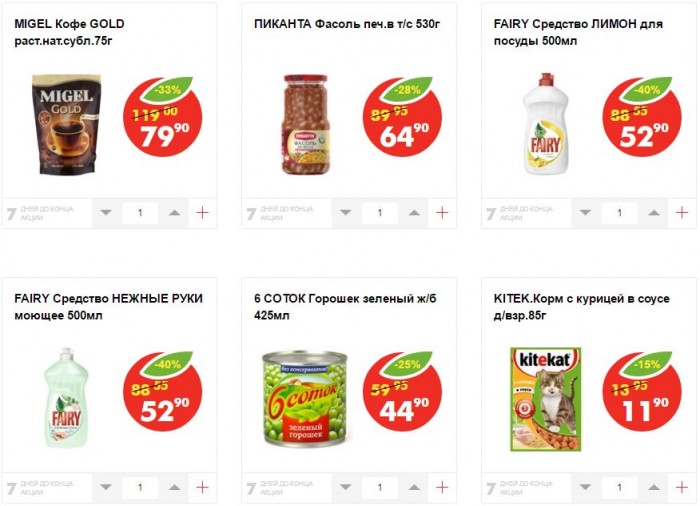 MIGEL Кофе GOLD
раст.нат.субл.75г
MIGEL
GOLD
-33%
119 00
79 90
7 ДНЕЙ ДО КОНЦА
АКЦИИ
1
ПИКАНТА Фасоль печ.в т/с 530г
ПИКАНТА
ФАСОЛЬ
-28%
89 95
64 90
7 ДНЕЙ ДО КОНЦА
АКЦИИ
1
FAIRY Средство ЛИМОН для
посуды 500мл
FAIRY
-40%
88 55
52 90
7 ДНЕЙ ДО КОНЦА
АКЦИИ
1
FAIRY Средство НЕЖНЫЕ РУКИ
моющее 500мл
FAIRY
-40%
88 55
52 90
7 ДНЕЙ ДО КОНЦА
АКЦИИ
1
6 СОТОК Горошек зеленый ж/б
425мл
без консервантов
6 соток
зеленый
горошек
-25%
59 95
44 90
7 ДНЕЙ ДО КОНЦА
АКЦИИ
1
KITEK.Корм с курицей в соусе
д/взр.85г
kitekat
-15%
13 95
11 90
7 ДНЕЙ ДО КОНЦА
АКЦИИ
1